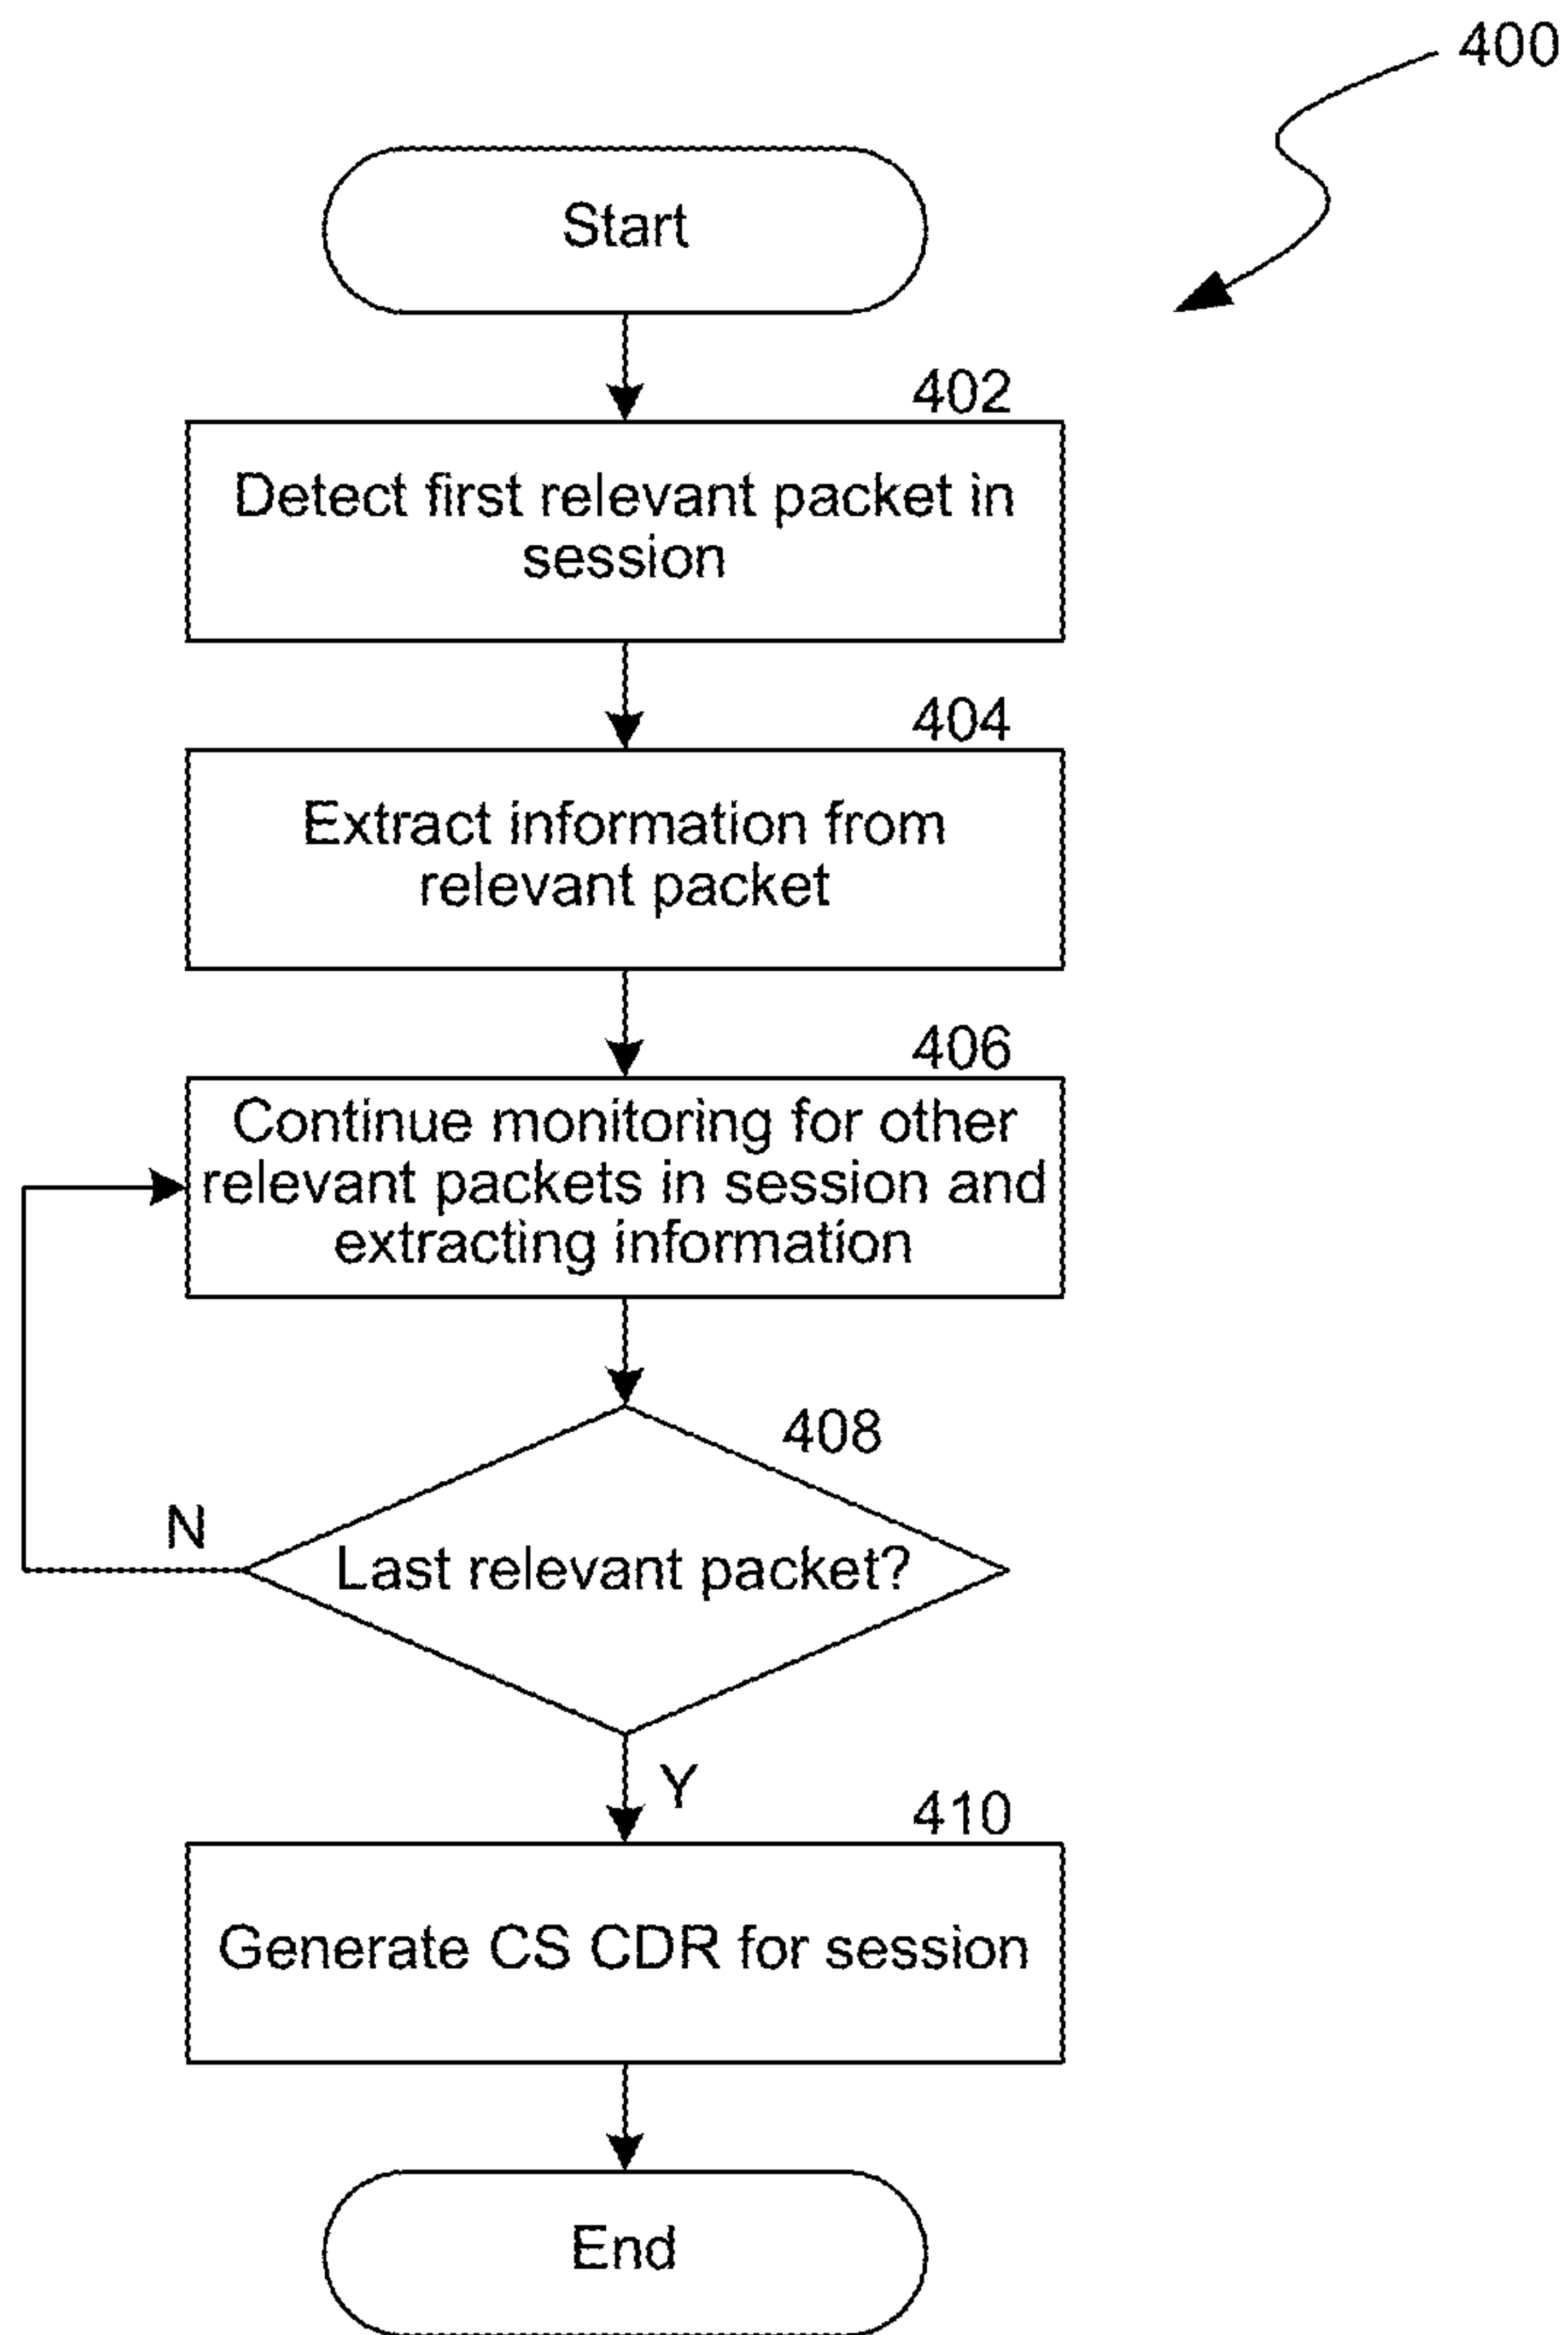 400
Start
402
Detect first relevant packet in
session
404
Extract information from
relevant packet
406
Continue monitoring for other
relevant packets in session and
extracting information
408
N
Last relevant packet?
Y
410
Generate CS CDR for session
End